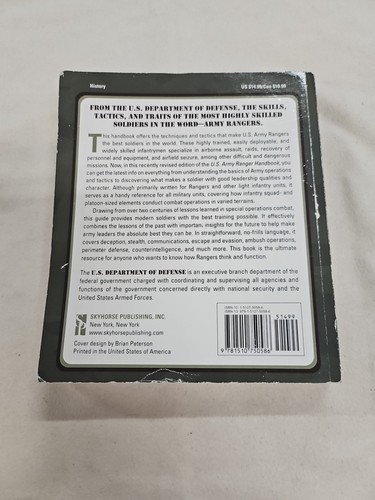 History
US $14.99/Can $19.99
FROM THE U.S. DEPARTMENT OF DEFENSE, THE SKILLS,
TACTICS, AND TRAITS OF THE MOST HIGHLY SKILLED
SOLDIERS IN THE WORD—ARMY RANGERS.
This handbook offers the techniques and tactics that make U.S. Army Rangers
the best soldiers in the world. These highly trained, easily deployable, and
widely skilled infantrymen specialize in airborne assault, raids, recovery of
personnel and equipment, and airfield seizure, among other difficult and dangerous
missions. Now, in this recently revised edition of the U.S. Army Ranger Handbook, you
can get the latest info on everything from understanding the basics of Army operations
and tactics to discovering what makes a soldier with good leadership qualities and
character. Although primarily written for Rangers and other light infantry units, it
serves as a handy reference for all military units, covering how infantry squad- and
platoon-sized elements conduct combat operations in varied terrains.
Drawing from over two centuries of lessons learned in special operations combat,
this guide provides modern soldiers with the best training possible. It effectively
combines the lessons of the past with important insights for the future to help make
army leaders the absolute best they can be. In straightforward, no-frills language, it
covers deception, stealth, communications, escape and evasion, ambush operations,
perimeter defense, counterintelligence, and much more. This book is the ultimate
resource for anyone who wants to know how Rangers think and function.
The U.S. DEPARTMENT OF DEFENSE is an executive branch department of the
federal government charged with coordinating and supervising all agencies and
functions of the government concerned directly with national security and the
United States Armed Forces.
SKYHORSE PUBLISHING, INC.
New York, New York
www.skyhorsepublishing.com
Cover design by Brian Peterson
Printed in the United States of America
51499
9 781510 750586